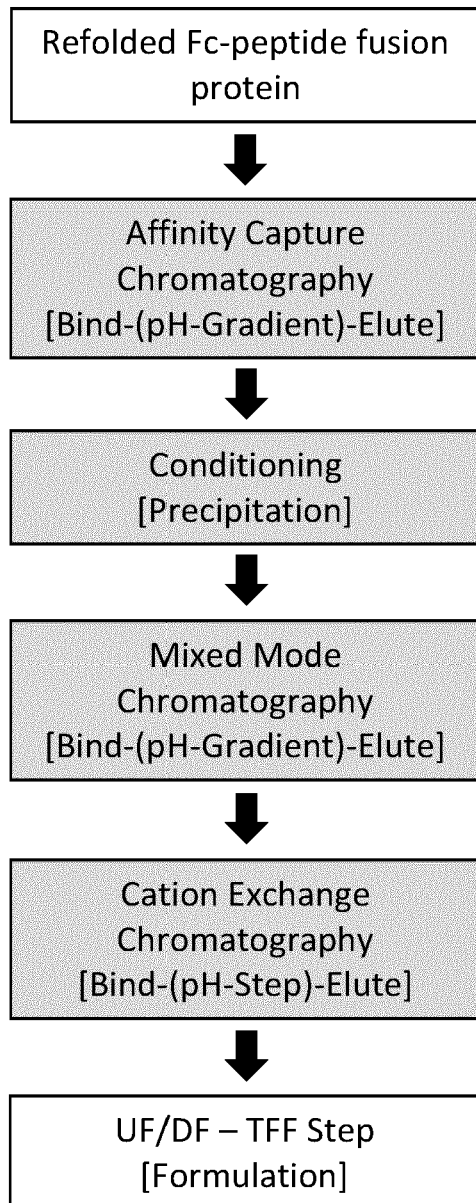 Refolded Fc-peptide fusion
protein
Affinity Capture
Chromatography
[Bind-(pH-Gradient)-Elute]
Conditioning
[Precipitation]
Mixed Mode
Chromatography
[Bind-(pH-Gradient)-Elute]
Cation Exchange
Chromatography
[Bind-(pH-Step)-Elute]
UF/DF – TFF Step
[Formulation]